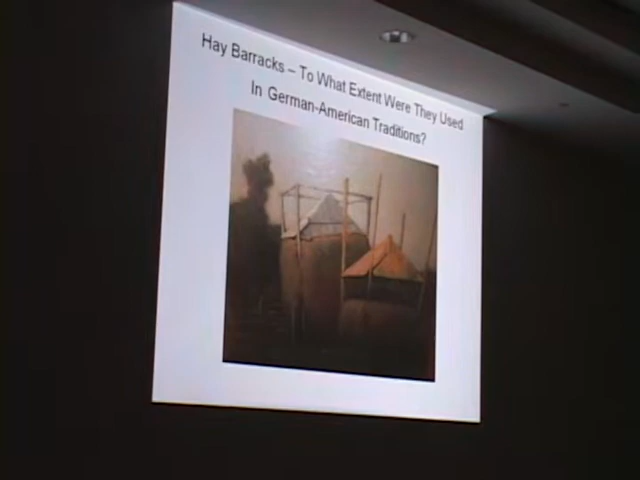 Hay Barracks – To What Extent Were They Used
In German-American Traditions?